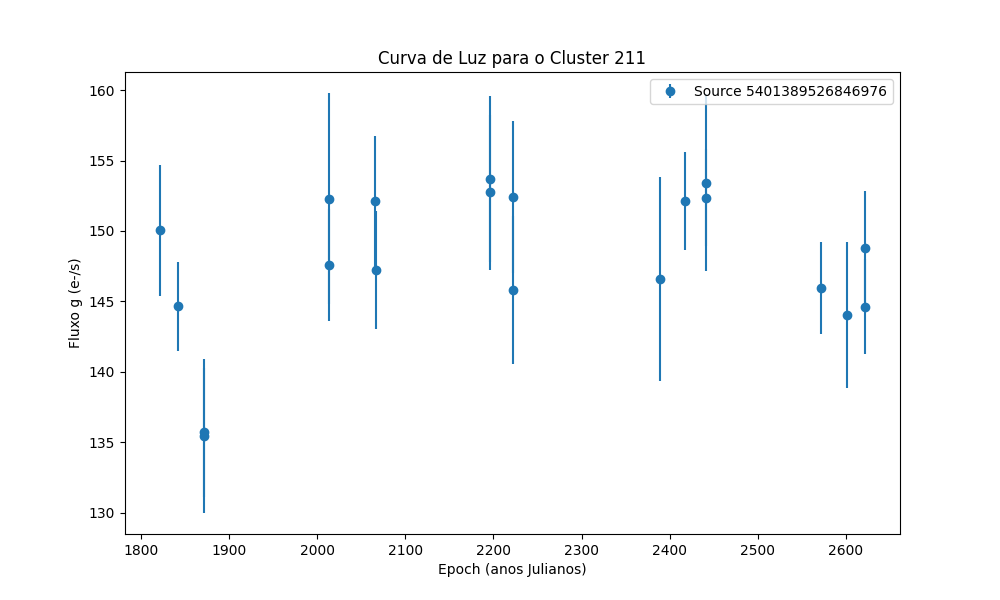 Curva de Luz para o Cluster 211
Source 5401389526846976
160
155
150
145
140
135
130
Fluxo g (e-/s)
1800 1900 2000 2100 2200 2300 2400 2500 2600
Epoch (anos Julianos)